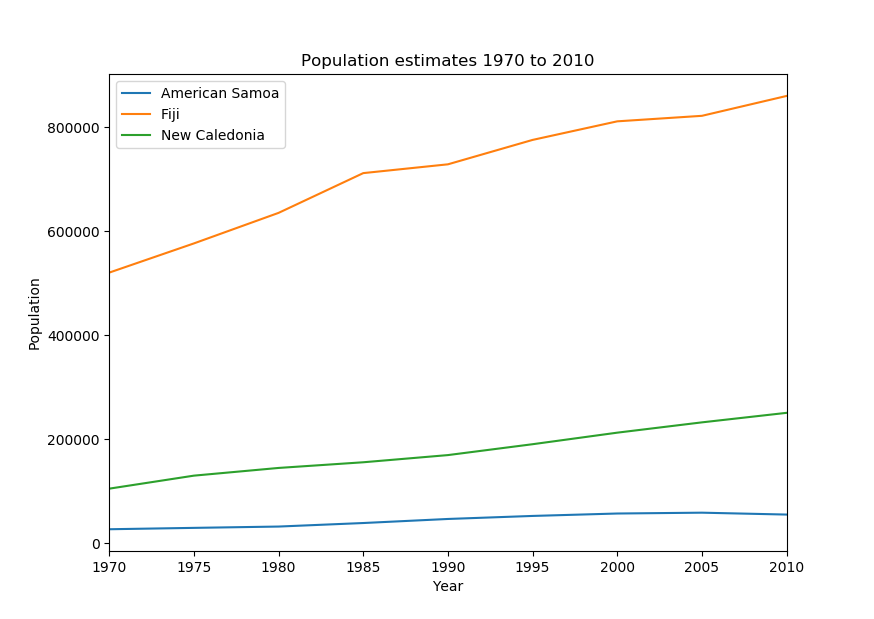 Population estimates 1970 to 2010
American Samoa
Fiji
New Caledonia
800000
600000
400000
200000
0
Population
1970 1975 1980 1985 1990 1995 2000 2005 2010
Year